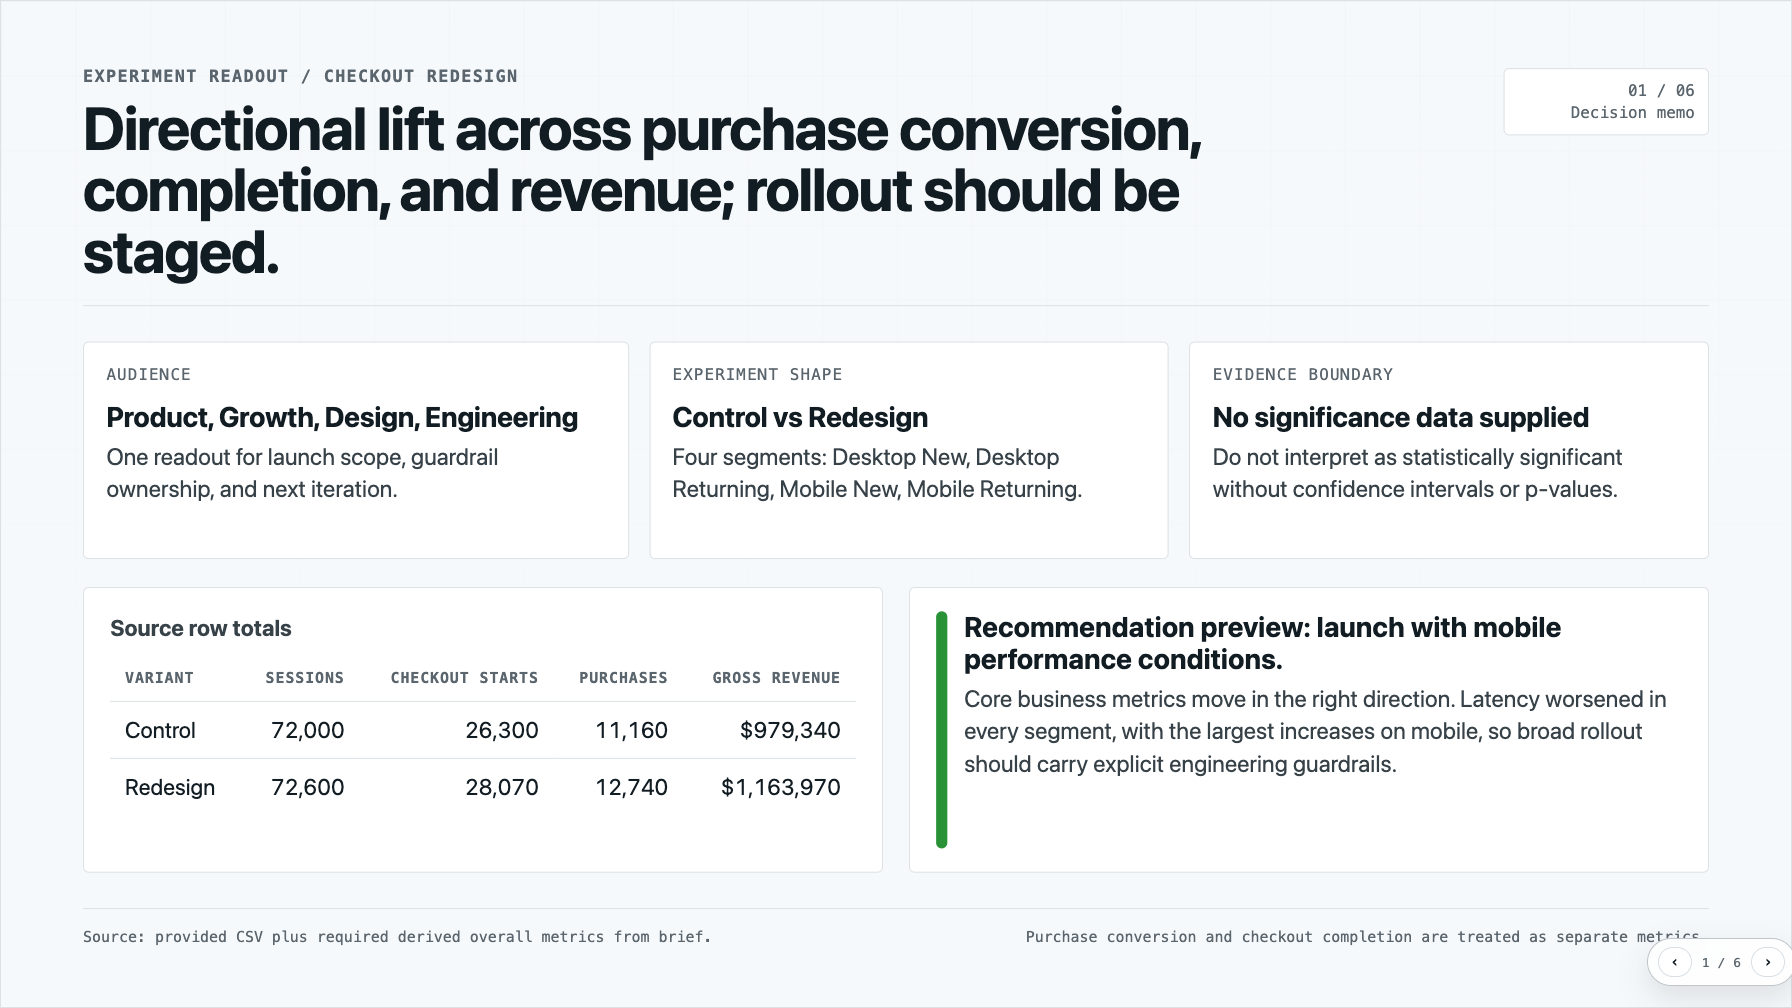 EXPERIMENT READOUT / CHECKOUT REDESIGN
Directional lift across purchase conversion,
completion, and revenue; rollout should be
staged.
01 / 06
Decision memo
AUDIENCE
Product, Growth, Design, Engineering
One readout for launch scope, guardrail
ownership, and next iteration.
EXPERIMENT SHAPE
Control vs Redesign
Four segments: Desktop New, Desktop
Returning, Mobile New, Mobile Returning.
EVIDENCE BOUNDARY
No significance data supplied
Do not interpret as statistically significant
without confidence intervals or p-values.
Source row totals
VARIANT SESSIONS CHECKOUT STARTS PURCHASES GROSS REVENUE
Control 72,000 26,300 11,160 $979,340
Redesign 72,600 28,070 12,740 $1,163,970
Recommendation preview: launch with mobile
performance conditions.
Core business metrics move in the right direction. Latency worsened in
every segment, with the largest increases on mobile, so broad rollout
should carry explicit engineering guardrails.
Source: provided CSV plus required derived overall metrics from brief.
Purchase conversion and checkout completion are treated as separate metrics.
‹ 1 / 6 ›